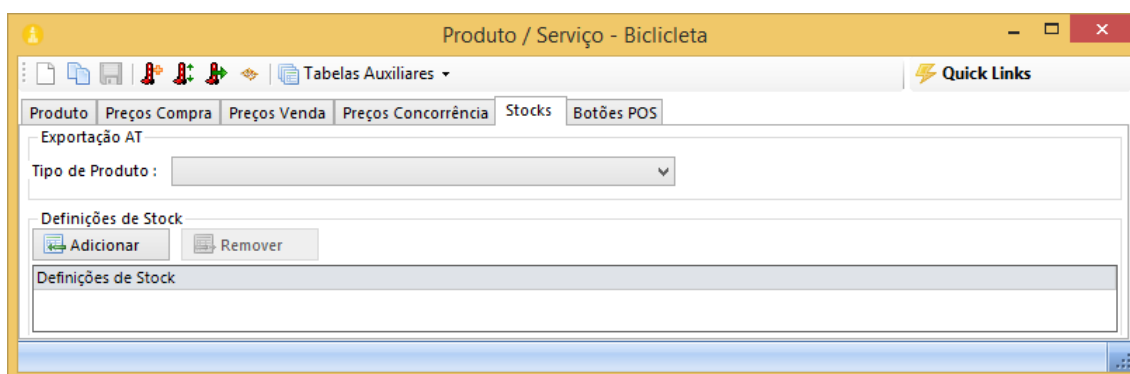 Produto / Serviço - Biclicleta
Tabelas Auxiliares Quick Links
Produto Preços Compra Preços Venda Preços Concorrência Stocks Botões POS
Exportação AT
Tipo de Produto :
Definições de Stock
Adicionar Remover
Definições de Stock